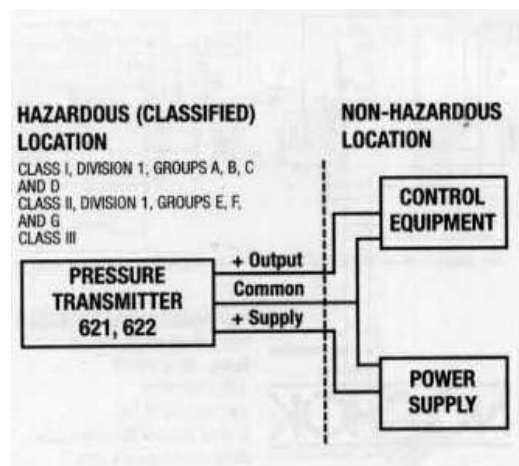 HAZARDOUS (CLASSIFIED)
LOCATION
CLASS I, DIVISION 1, GROUPS A, B, C
AND D
CLASS II, DIVISION 1, GROUPS E, F,
AND G
CLASS III
NON-HAZARDOUS
LOCATION
PRESSURE
TRANSMITTER
621, 622
+ Output
Common
+ Supply
CONTROL
EQUIPMENT
POWER
SUPPLY